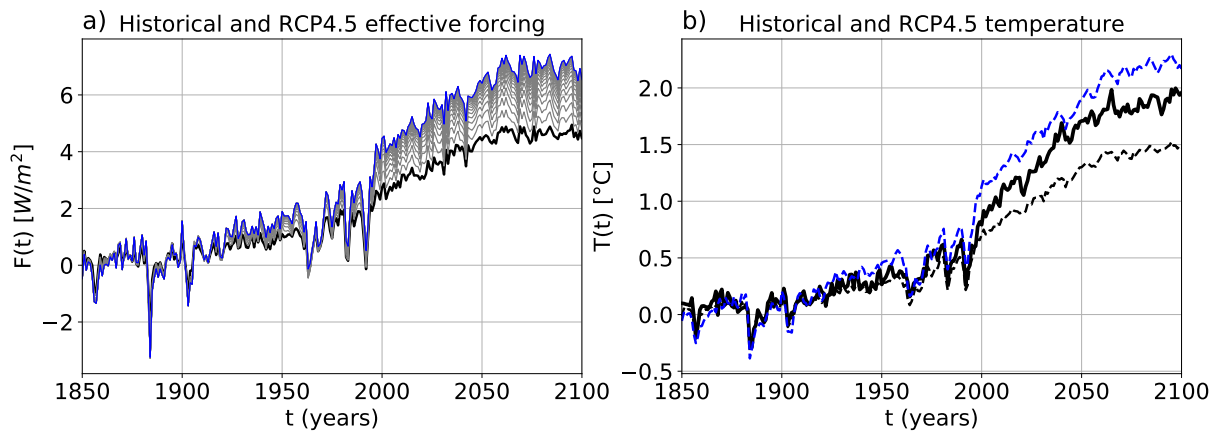 a) Historical and RCP4.5 effective forcing
F(t) [W/m²]
6
4
2
0
−2
1850 1900 1950 2000 2050 2100
t (years)
b) Historical and RCP4.5 temperature
T(t) [°C]
2.0
1.5
1.0
0.5
0.0
−0.5
1850 1900 1950 2000 2050 2100
t (years)